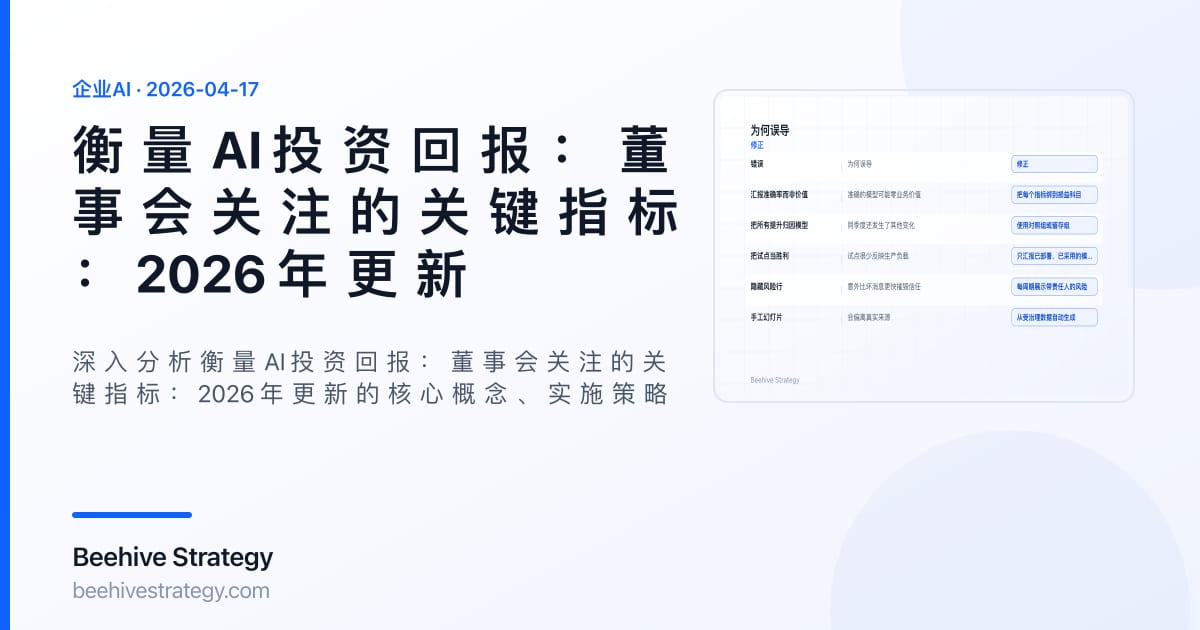 企业AI · 2026-04-17
衡量AI投资回报：董
事会关注的关键指标
：2026年更新
深入分析衡量AI投资回报：董事会关注的关
键指标：2026年更新的核心概念、实施策略
Beehive Strategy
beehivestrategy.com
为何误导
修正
错误 为何误导 修正
汇报准确率而非价值 准确的模型可能零业务价值 把每个指标绑到损益科目
把所有提升归因模型 同季度还发生了其他变化 使用对照组或留存组
把试点当胜利 试点很少反映生产负载 只汇报已部署、已采用的模…
隐藏风险行 意外比坏消息更快摧毁信任 每周期展示带责任人的风险
手工幻灯片 会偏离真实来源 从受治理数据自动生成
Beehive Strategy